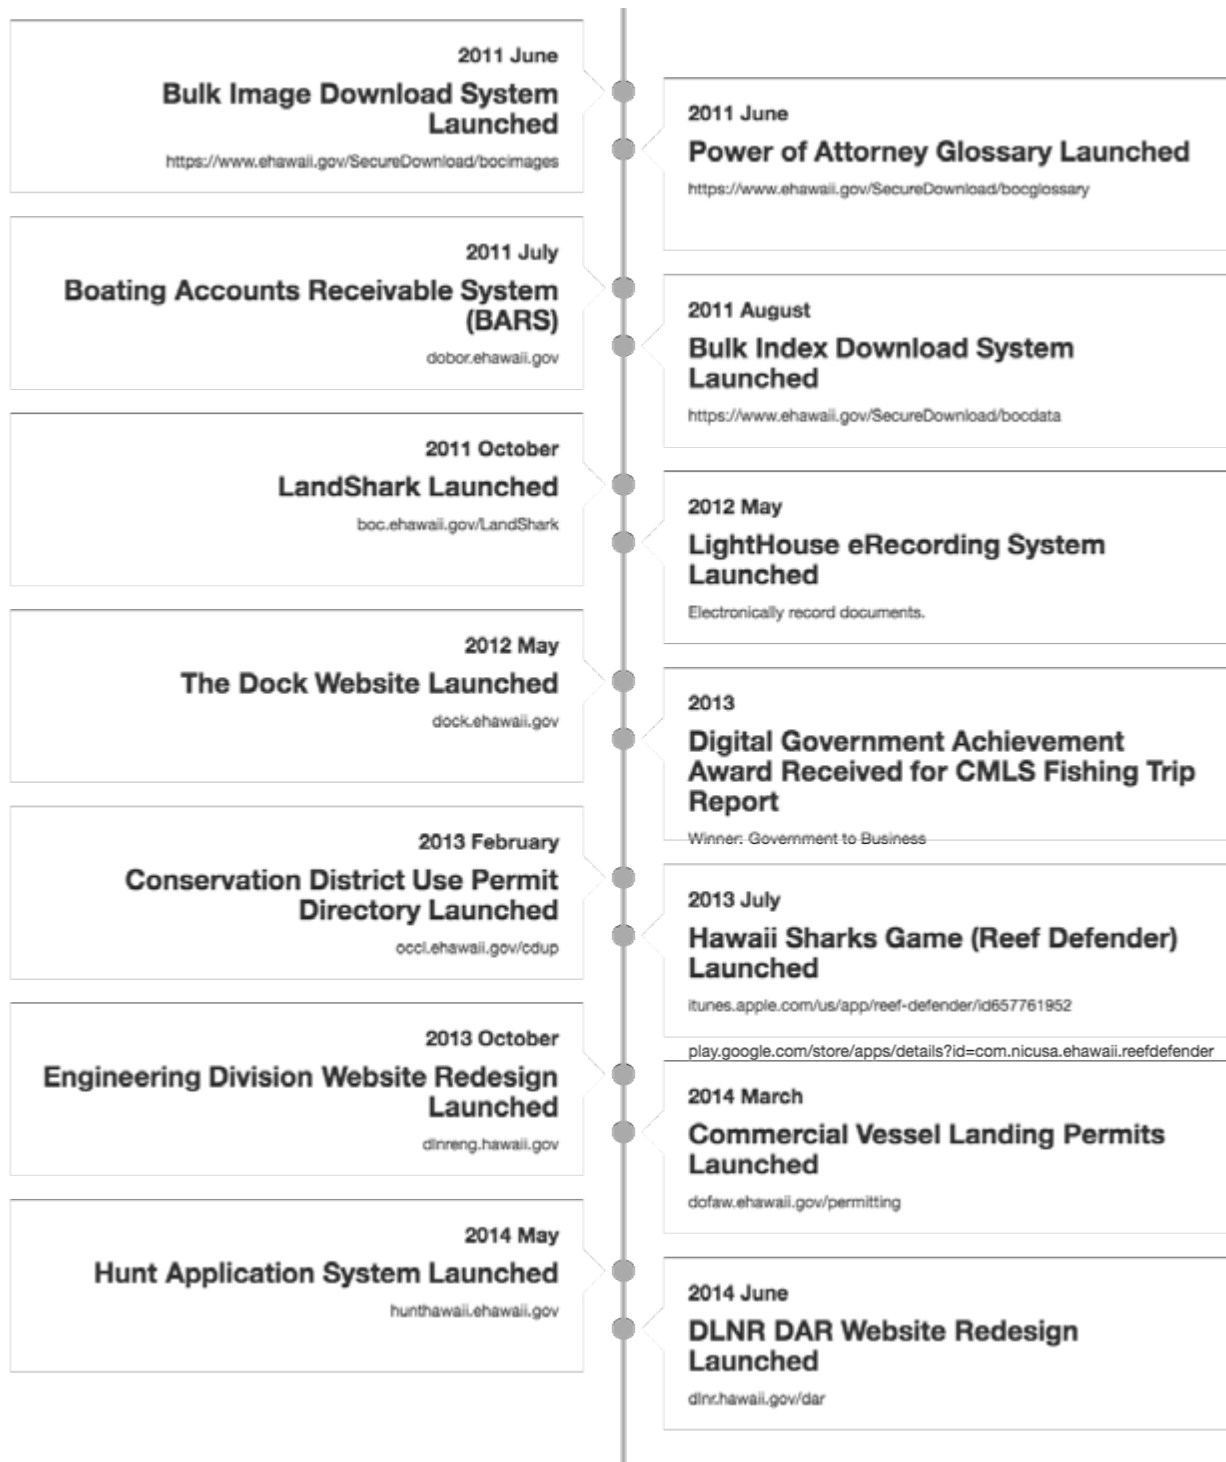 2011 June
Bulk Image Download System
Launched
https://www.ehawaii.gov/SecureDownload/bocimages
2011 June
Power of Attorney Glossary Launched
https://www.ehawaii.gov/SecureDownload/bocglossary
2011 July
Boating Accounts Receivable System
(BARS)
dobor.ehawaii.gov
2011 August
Bulk Index Download System
Launched
https://www.ehawaii.gov/SecureDownload/bocdata
2011 October
LandShark Launched
boc.ehawaii.gov/LandShark
2012 May
LightHouse eRecording System
Launched
Electronically record documents.
2012 May
The Dock Website Launched
dock.ehawaii.gov
2013
Digital Government Achievement
Award Received for CMLS Fishing Trip
Report
Winner: Government to Business
2013 February
Conservation District Use Permit
Directory Launched
occl.ehawaii.gov/cdup
2013 July
Hawaii Sharks Game (Reef Defender)
Launched
itunes.apple.com/us/app/reef-defender/id657761952
play.google.com/store/apps/details?id=com.nicusa.ehawaii.reefdefender
2013 October
Engineering Division Website Redesign
Launched
dlnreng.hawaii.gov
2014 March
Commercial Vessel Landing Permits
Launched
dofaw.ehawaii.gov/permitting
2014 May
Hunt Application System Launched
hunthawaii.ehawaii.gov
2014 June
DLNR DAR Website Redesign
Launched
dlnr.hawaii.gov/dar